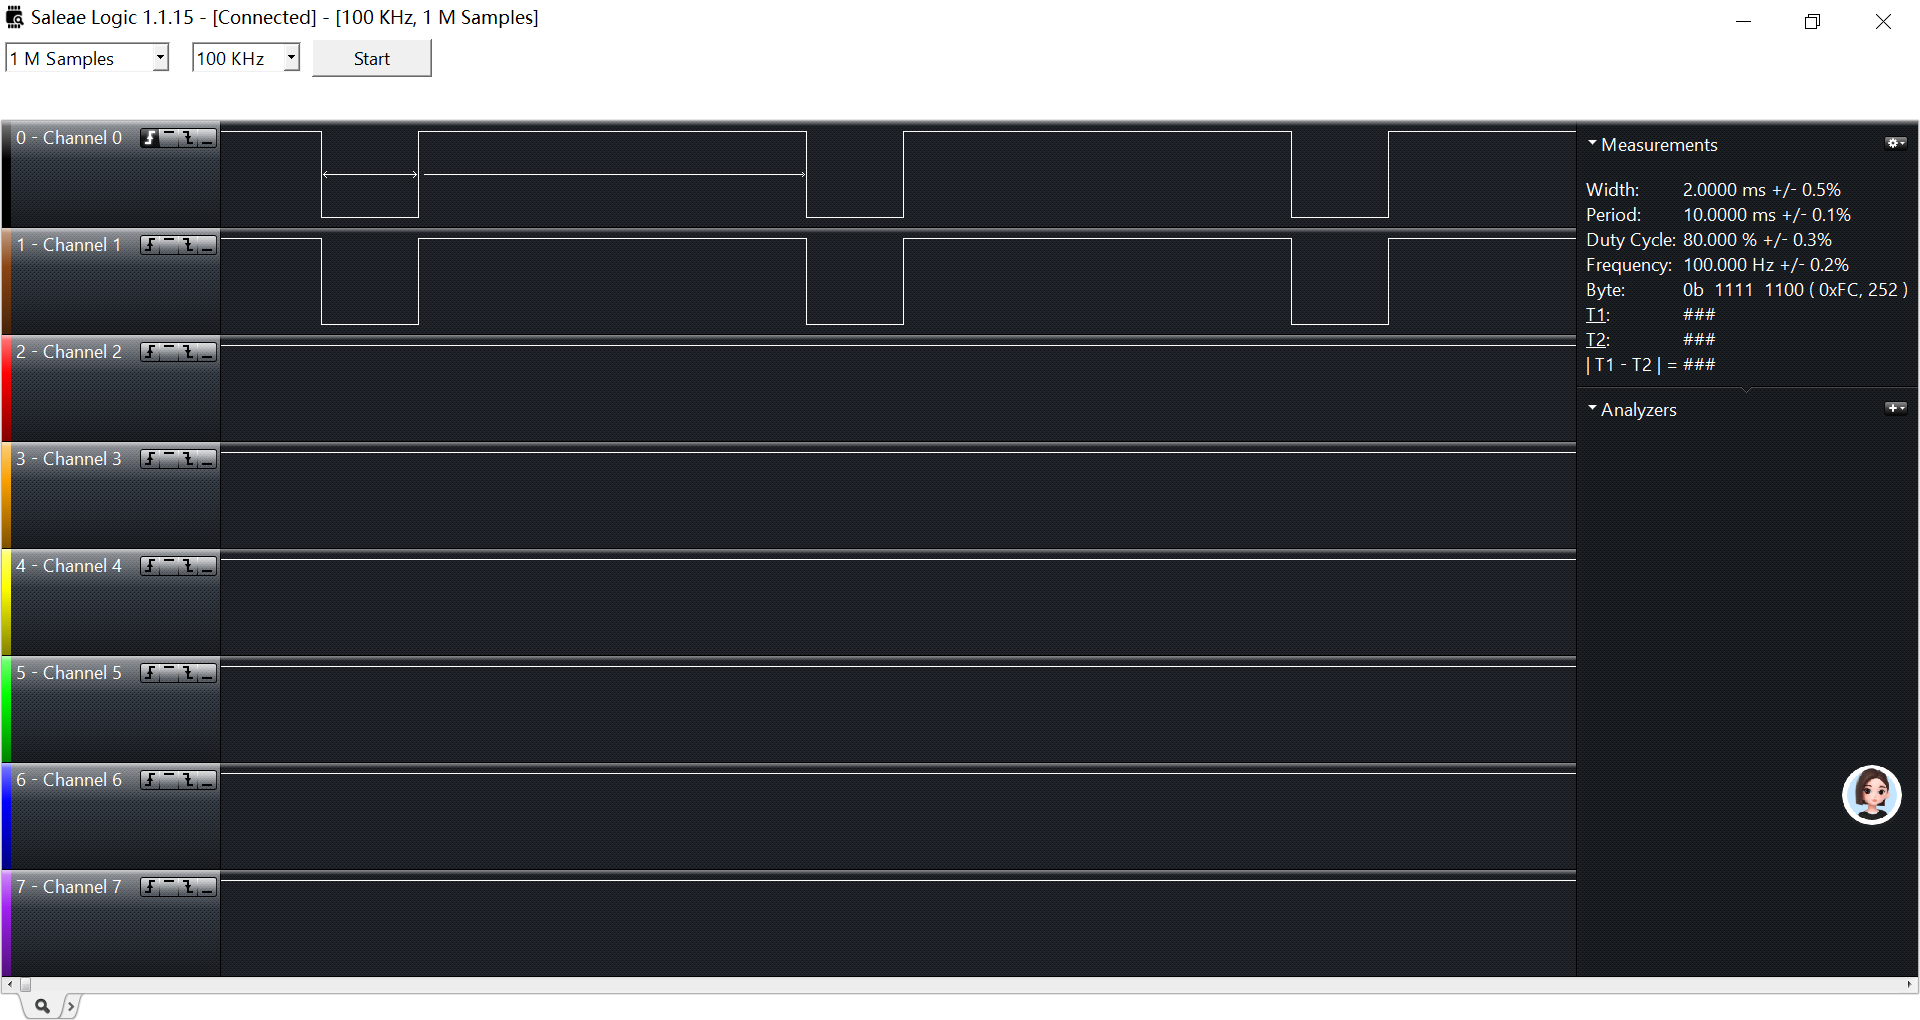 Saleae Logic 1.1.15 - [Connected] - [100 KHz, 1 M Samples]
1 M Samples
100 KHz
Start
0 - Channel 0
1 - Channel 1
2 - Channel 2
3 - Channel 3
4 - Channel 4
5 - Channel 5
6 - Channel 6
7 - Channel 7
Measurements
Width: 2.0000 ms +/- 0.5%
Period: 10.0000 ms +/- 0.1%
Duty Cycle: 80.000 % +/- 0.3%
Frequency: 100.000 Hz +/- 0.2%
Byte: 0b 1111 1100 ( 0xFC, 252 )
T1: ###
T2: ###
| T1 - T2 | = ###
Analyzers